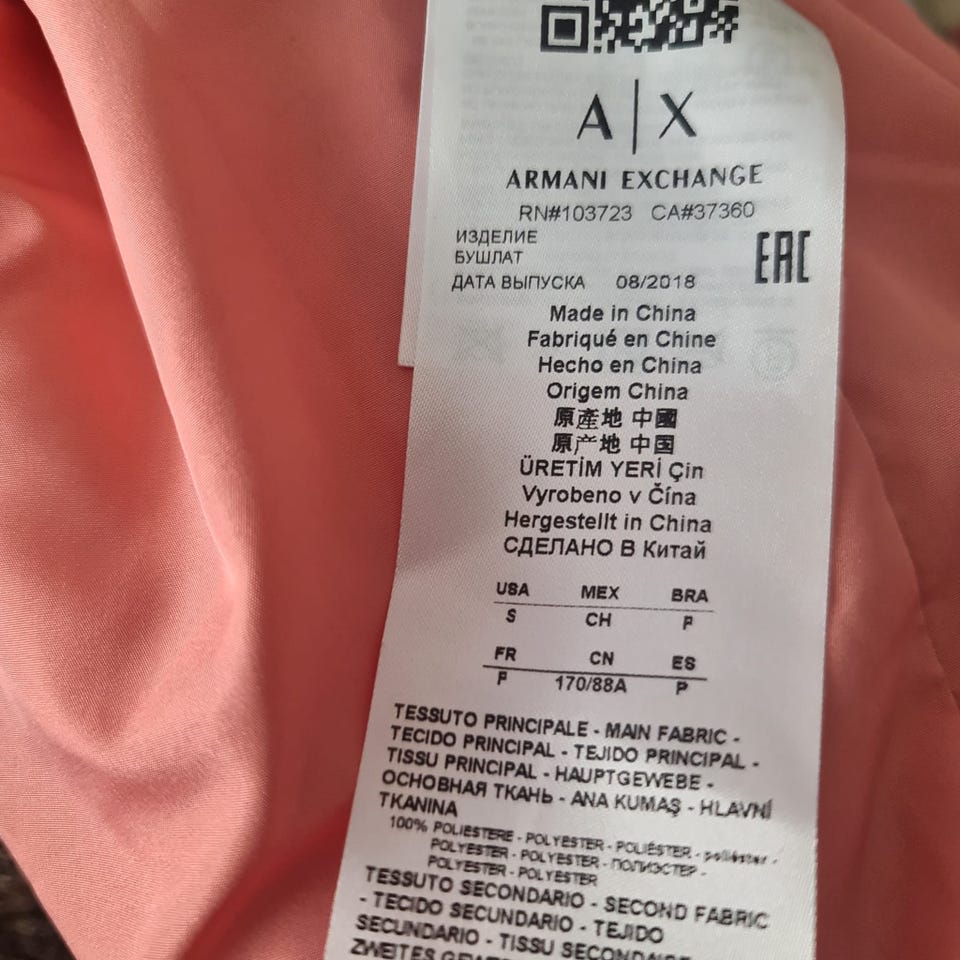 A|X
ARMANI EXCHANGE
RN#103723 CA#37360
ИЗДЕЛИЕ
БУШЛАТ
EAC
ДАТА ВЫПУСКА 08/2018
Made in China
Fabriqué en Chine
Hecho en China
Origem China
原產地 中國
原产地 中国
ÜRETİM YERİ Çin
Vyrobeno v Čína
Hergestellt in China
СДЕЛАНО В Китай
USA MEX BRA
S CH P
FR CN ES
P 170/88A P
TESSUTO PRINCIPALE - MAIN FABRIC -
TECIDO PRINCIPAL - TEJIDO PRINCIPAL -
TISSU PRINCIPAL - HAUPTGEWEBE -
ОСНОВНАЯ ТКАНЬ - ANA KUMAŞ - HLAVNÍ
TKANINA
100% POLIESTERE - POLYESTER - POLIÉSTER - poliéster -
POLYESTER - POLYESTER - ПОЛИЭСТЕР -
POLYESTER - POLYESTER
TESSUTO SECONDARIO - SECOND FABRIC
- TECIDO SECUNDARIO - TEJIDO
SECUNDARIO - TISSU SECONDAIRE
ZWEITES